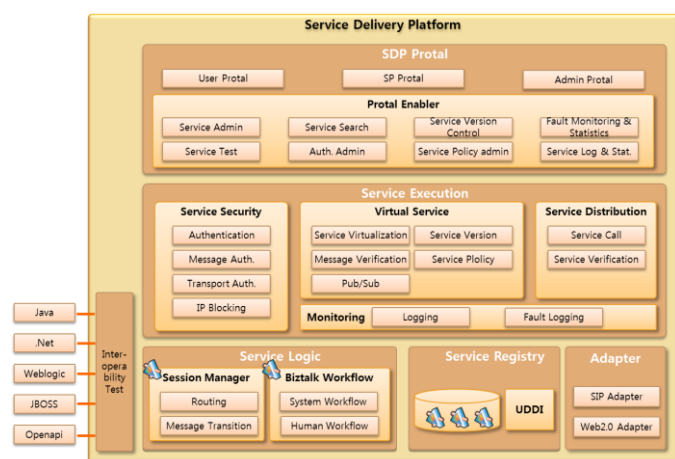 Service Delivery Platform
SDP Protal
User Protal
SP Protal
Admin Protal
Protal Enabler
Service Admin
Service Search
Service Version
Control
Fault Monitoring &
Statistics
Service Test
Auth. Admin
Service Policy admin
Service Log & Stat.
Service Execution
Service Security
Authentication
Message Auth.
Transport Auth.
IP Blocking
Virtual Service
Service Virtualization
Service Version
Message Verification
Service Plolicy
Pub/Sub
Service Distribution
Service Call
Service Verification
Monitoring
Logging
Fault Logging
Java
.Net
Weblogic
JBOSS
Openapi
Inter-
opera
bility
Test
Service Logic
Session Manager
Routing
Message Transition
Biztalk Workflow
System Workflow
Human Workflow
Service Registry
UDDI
Adapter
SIP Adapter
Web2.0 Adapter